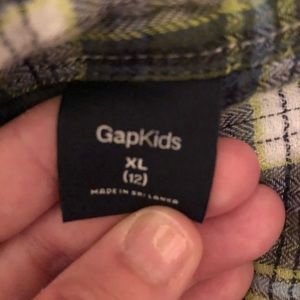 GapKids
XL
(12)
MADE IN SRI LANKA